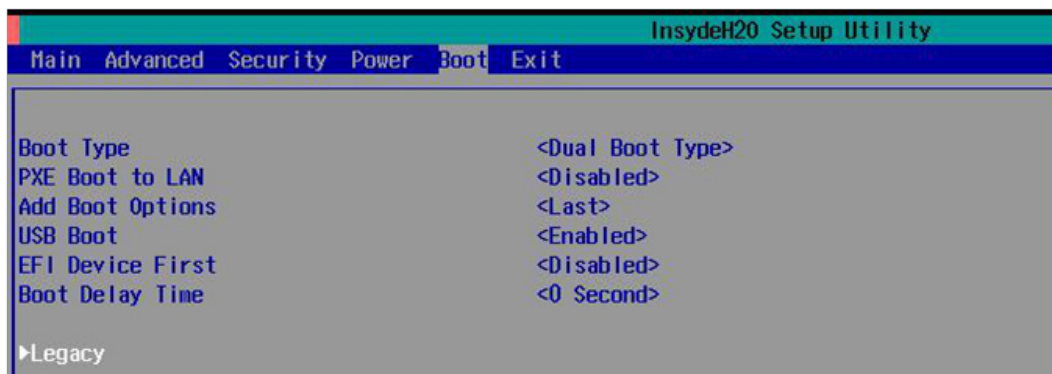 InsydeH20 Setup Utility
Main Advanced Security Power Boot Exit
Boot Type <Dual Boot Type>
PXE Boot to LAN <Disabled>
Add Boot Options <Last>
USB Boot <Enabled>
EFI Device First <Disabled>
Boot Delay Time <0 Second>
▶Legacy